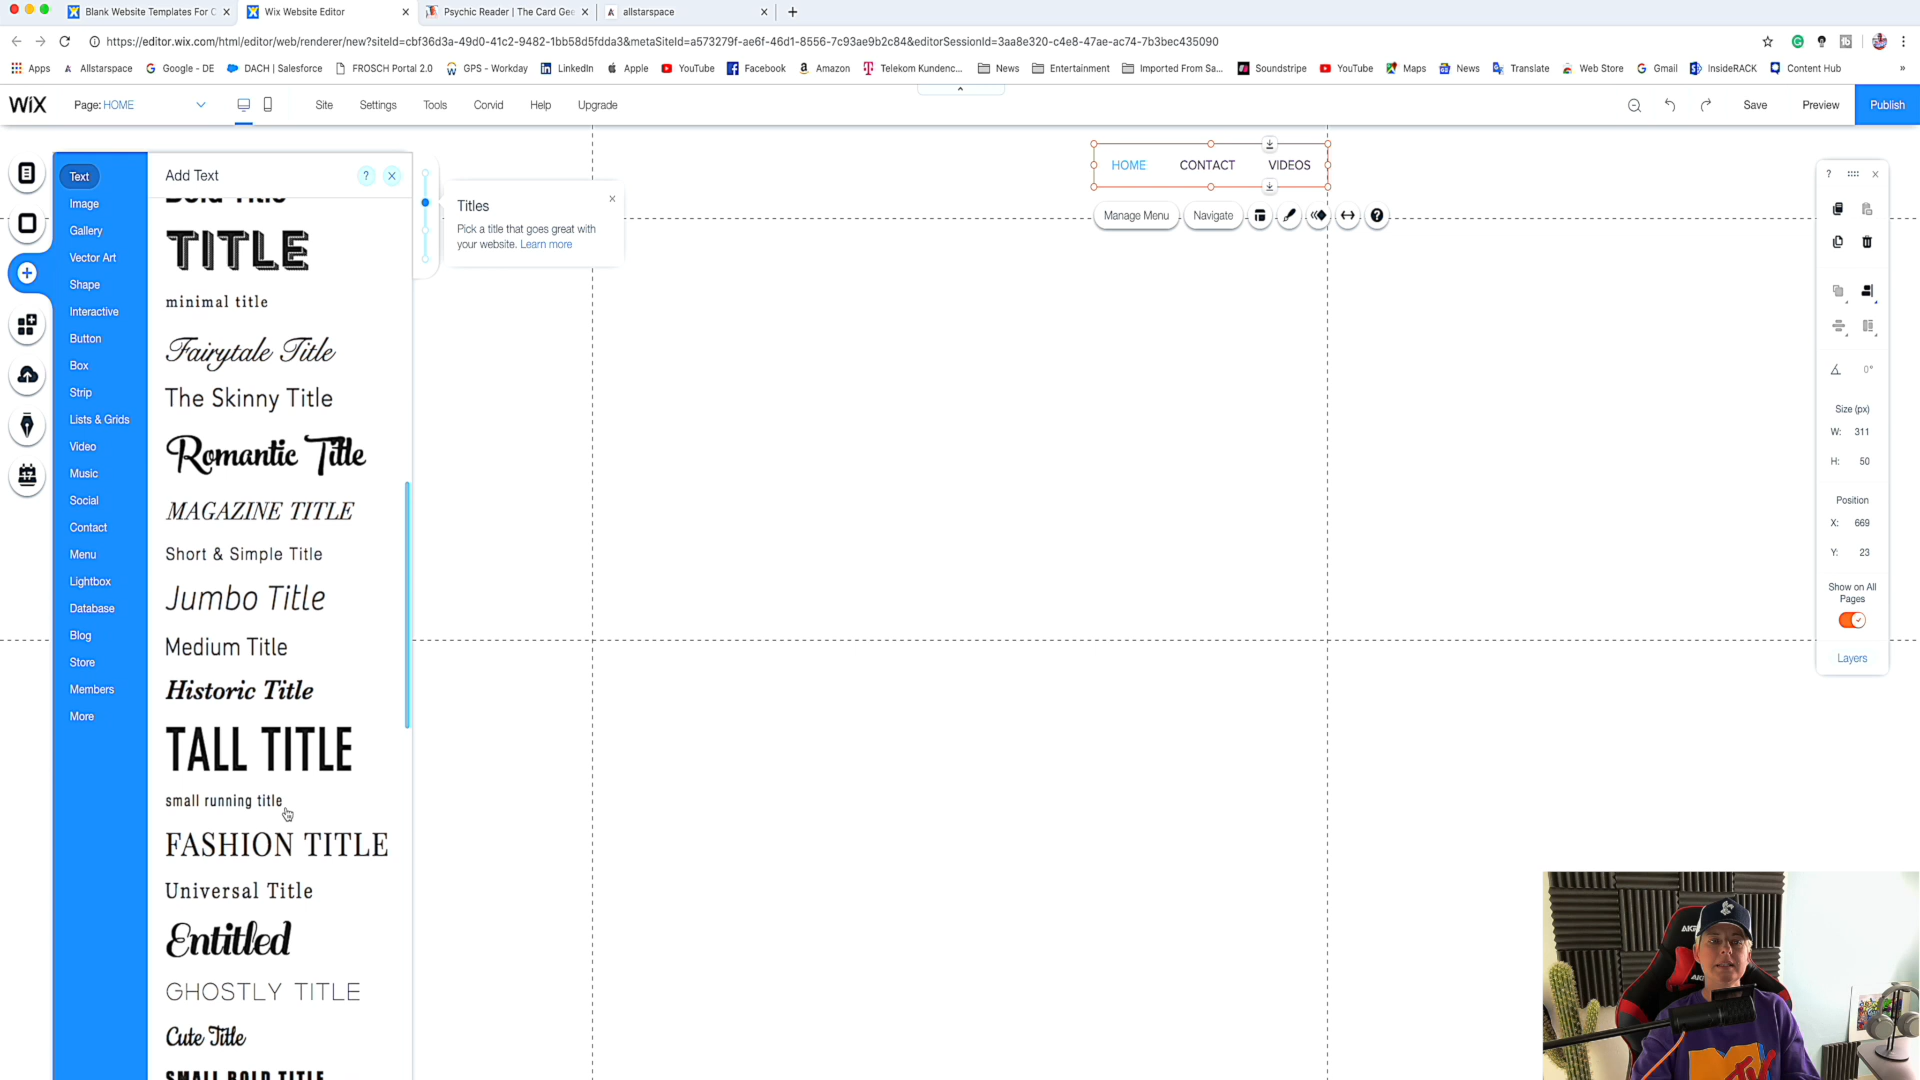 Blank Website Templates For C
Wix Website Editor
Psychic Reader | The Card Gee
allstarspace
https://editor.wix.com/html/editor/web/renderer/new?siteId=cbf36d3a-49d0-41c2-9482-1bb58d5fdda3&metaSiteId=a573279f-ae6f-46d1-8556-7c93ae9b2c84&editorSessionId=3aa8e320-c4e8-47ae-ac74-7b3bec435090
Apps Allstarspace Google - DE DACH | Salesforce FROSCH Portal 2.0 GPS - Workday LinkedIn Apple YouTube Facebook Amazon Telekom Kundenc... News Entertainment Imported From Sa... Soundstripe YouTube Maps News Translate Web Store Gmail InsideRACK Content Hub »
WiX Page: HOME Site Settings Tools Corvid Help Upgrade Save Preview Publish
HOME CONTACT VIDEOS
Manage Menu Navigate
Text
Image
Gallery
Vector Art
Shape
Interactive
Button
Box
Strip
Lists & Grids
Video
Music
Social
Contact
Menu
Lightbox
Database
Blog
Store
Members
More
Add Text ?
Bold Title
TITLE
minimal title
Fairytale Title
The Skinny Title
Romantic Title
MAGAZINE TITLE
Short & Simple Title
Jumbo Title
Medium Title
Historic Title
TALL TITLE
small running title
FASHION TITLE
Universal Title
Entitled
GHOSTLY TITLE
Cute Title
SMALL BOLD TITLE
Titles
Pick a title that goes great with
your website. Learn more
?
0°
Size (px)
W: 311
H: 50
Position
X: 669
Y: 23
Show on All
Pages
Layers